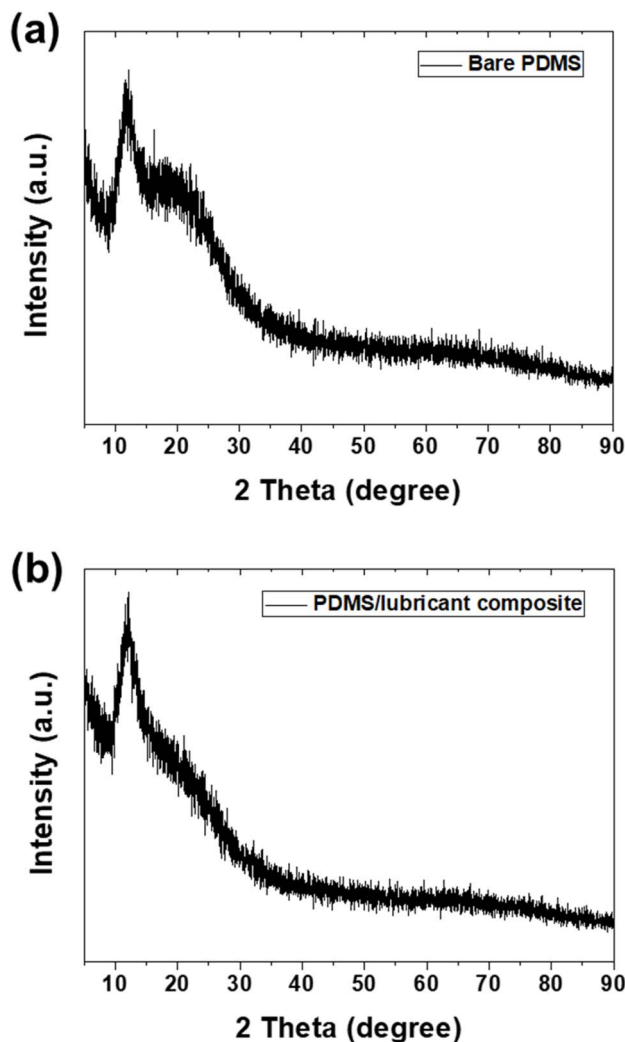 (a)
Bare PDMS
Intensity (a.u.)
10 20 30 40 50 60 70 80 90
2 Theta (degree)
(b)
PDMS/lubricant composite
Intensity (a.u.)
10 20 30 40 50 60 70 80 90
2 Theta (degree)